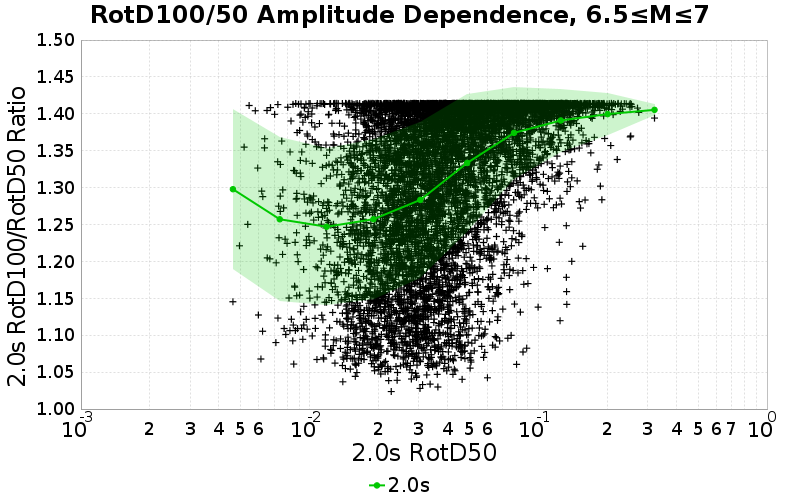 RotD100/50 Amplitude Dependence, 6.5≤M≤7
2.0s RotD100/RotD50 Ratio
1.50
1.45
1.40
1.35
1.30
1.25
1.20
1.15
1.10
1.05
1.00
10-3 2 3 4 5 6 10-2 2 3 4 5 6 10-1 2 3 4 5 6 7 100
2.0s RotD50
2.0s